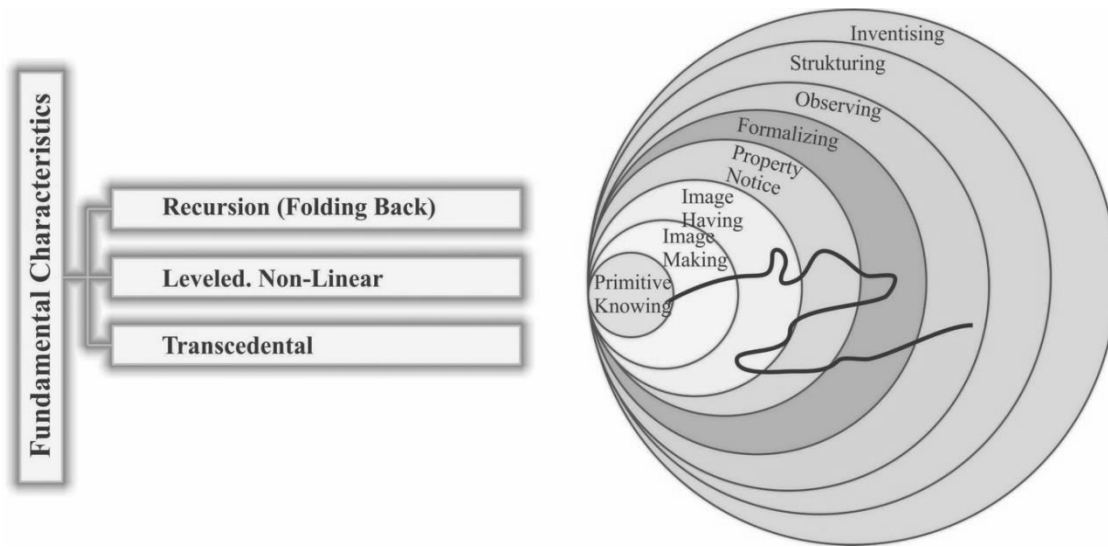 Fundamental Characteristics
Recursion (Folding Back)
Leveled. Non-Linear
Transcedental
Inventising
Strukturing
Observing
Formalizing
Property
Notice
Image
Having
Image
Making
Primitive
Knowing